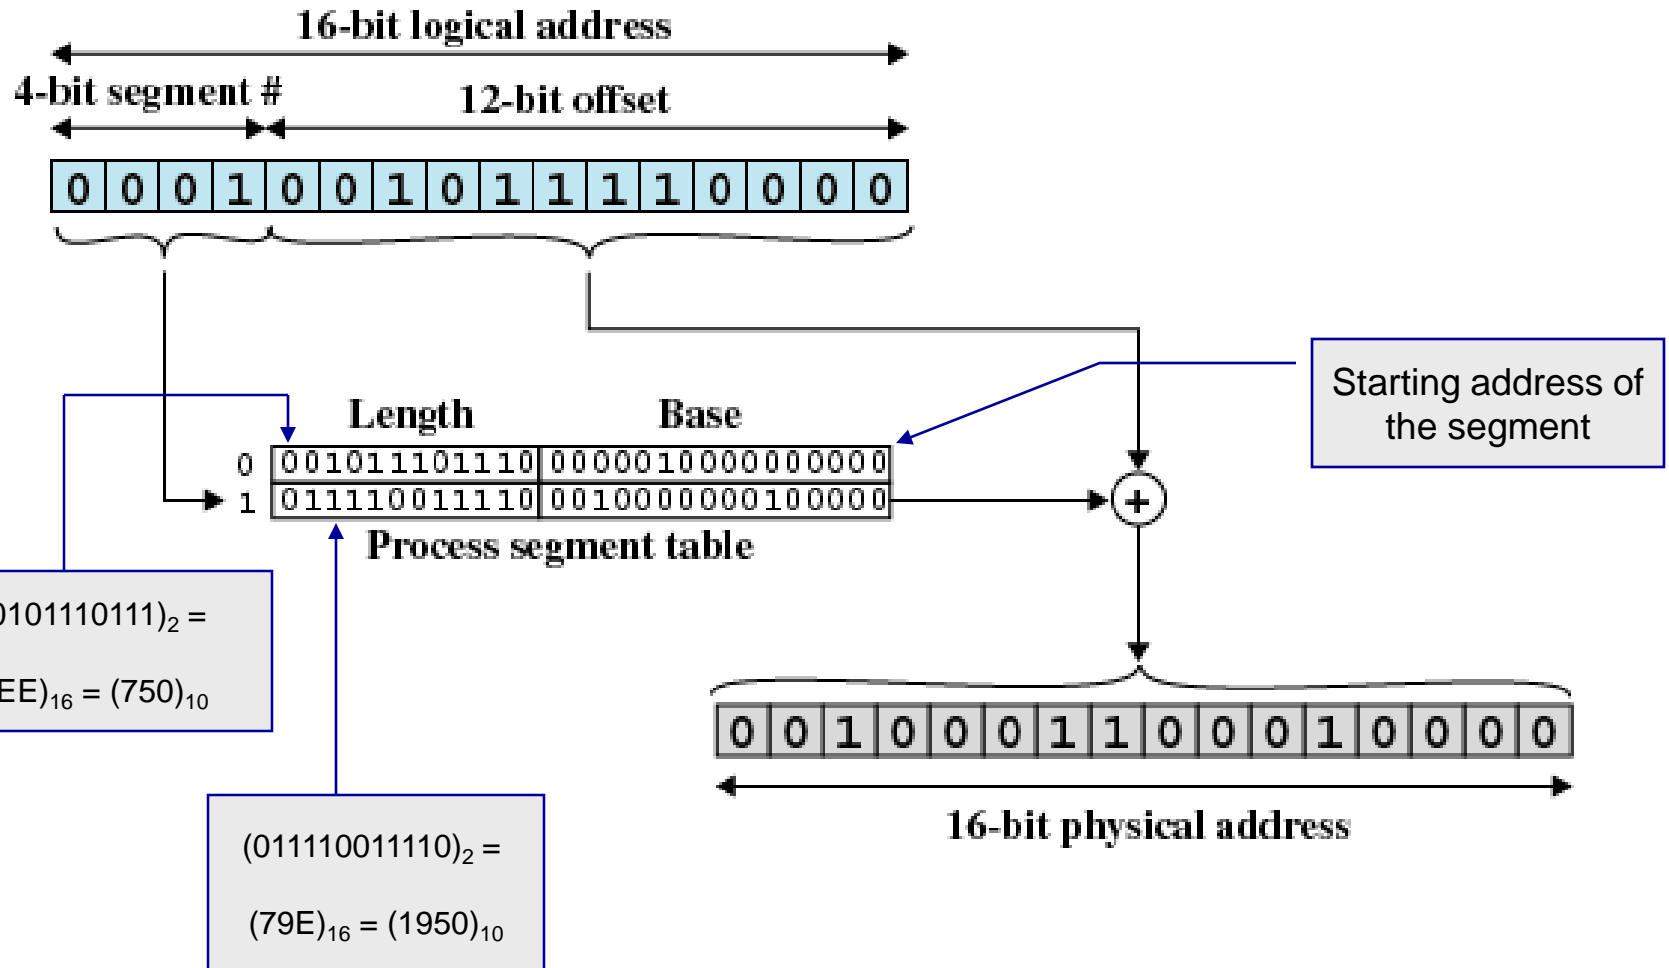 16-bit logical address
4-bit segment #
12-bit offset
0 0 0 1 0 0 1 0 1 1 1 1 0 0 0 0
Starting address of
the segment
Length
Base
0 001011101110 0000010000000000
1 011110011110 0010000000100000
+
Process segment table
0101110111)₂ =
EE)₁₆ = (750)₁₀
0 0 1 0 0 0 1 1 0 0 0 1 0 0 0 0
16-bit physical address
(011110011110)₂ =
(79E)₁₆ = (1950)₁₀